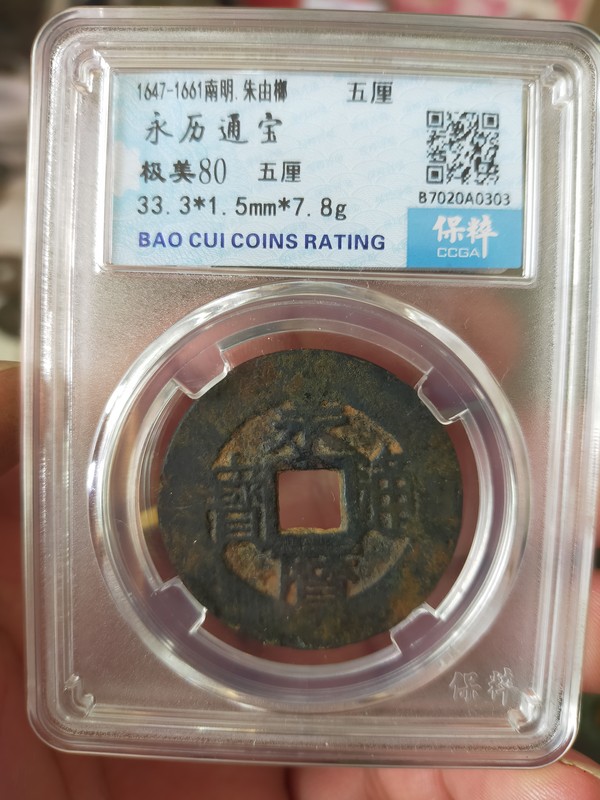 1647-1661南明.朱由榔 五厘
永历通宝
极美80 五厘
33.3*1.5mm*7.8g
B7020A0303
BAO CUI COINS RATING
保粹
CCGA
永
寳 通
曆
保粹